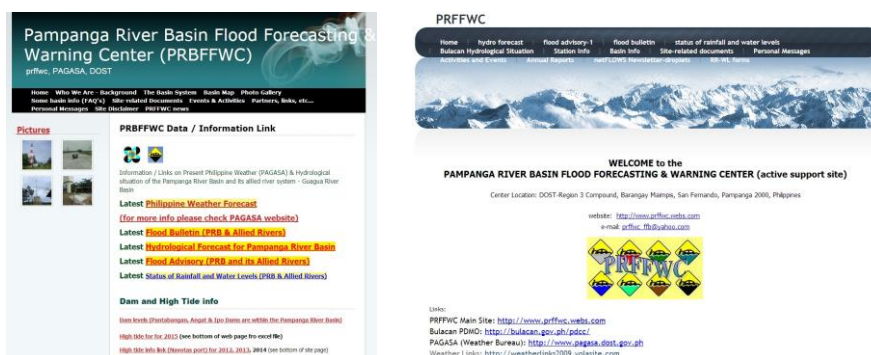 Pampanga River Basin Flood Forecasting &
Warning Center (PRBFFWC)
prffwc, PAGASA, DOST
Home Who We Are - Background The Basin System Basin Map Photo Gallery
Some basin info (FAQ's) Site-related Documents Events & Activities Partners, links, etc...
Personal Messages Site Disclaimer PRFFWC news
Pictures
PRBFFWC Data / Information Link
Information / Links on Present Philippine Weather (PAGASA) & Hydrological
situation of the Pampanga River Basin and its allied river system - Guagua River
Basin
Latest Philippine Weather Forecast
(for more info please check PAGASA website)
Latest Flood Bulletin (PRB & Allied Rivers)
Latest Hydrological Forecast for Pampanga River Basin
Latest Flood Advisory (PRB and its Allied Rivers)
Latest Status of Rainfall and Water Levels (PRB & Allied Rivers)
Dam and High Tide info
Dam levels (Pantabangan, Angat & Ipo Dams are within the Pampanga River Basin)
High tide for for 2015 (see bottom of web page fro excel file)
High tide info link (Navotas port) for 2012, 2013, 2014 (see bottom of site page)
PRFFWC
Home hydro forecast flood advisory-1 flood bulletin status of rainfall and water levels
Bulacan Hydrological Situation Station Info Basin Info Site-related documents Personal Messages
Activities and Events Annual Reports netFLOWS Newsletter-droplets RR-WL forms
WELCOME to the
PAMPANGA RIVER BASIN FLOOD FORECASTING & WARNING CENTER (active support site)
Center Location: DOST-Region 3 Compound, Barangay Maimpis, San Fernando, Pampanga 2000, Philippines
website: http://www.prffwc.webs.com
e-mail: prffwc_ffb@yahoo.com
PRFFWC
Links:
PRFFWC Main Site: http://www.prffwc.webs.com
Bulacan PDMO: http://bulacan.gov.ph/pdcc/
PAGASA (Weather Bureau): http://www.pagasa.dost.gov.ph
Weather Links: http://weatherlinks2009.yolasite.com